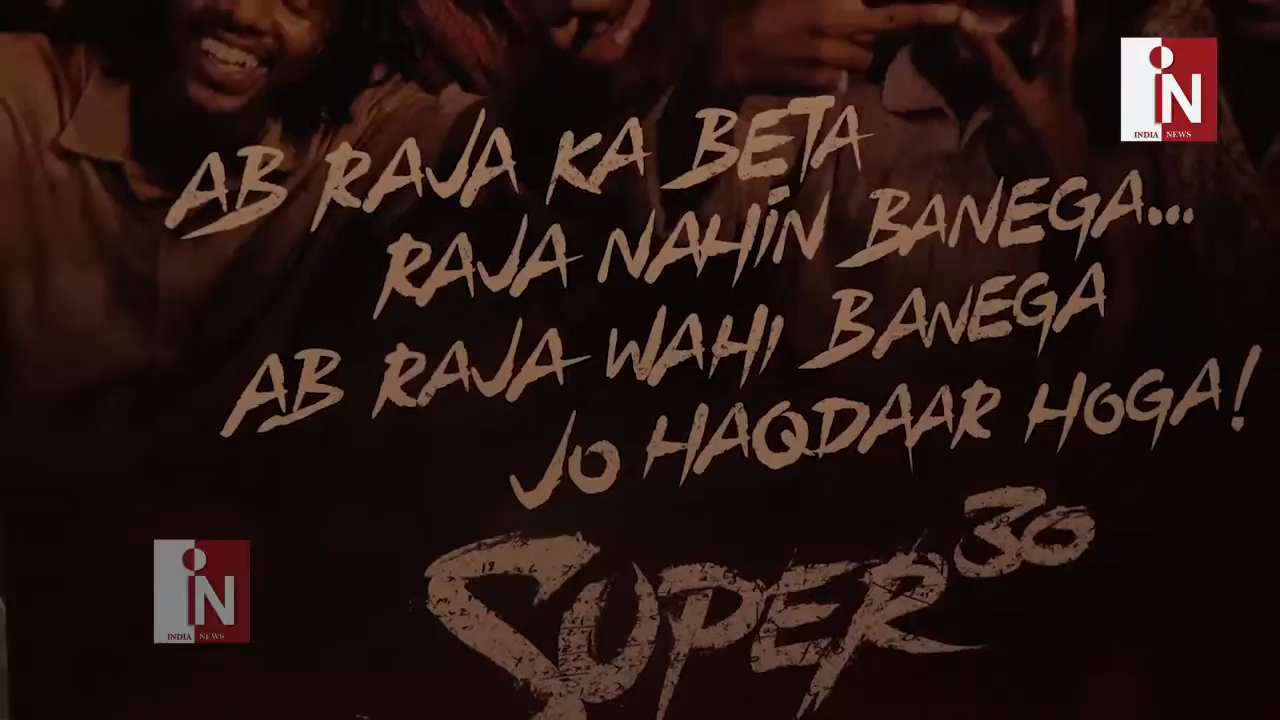 AB RAJA KA BETA
RAJA NAHIN BANEGA...
AB RAJA WAHI BANEGA
JO HAQDAAR HOGA!
SUPER 30
IN
INDIA NEWS
IN
INDIA NEWS